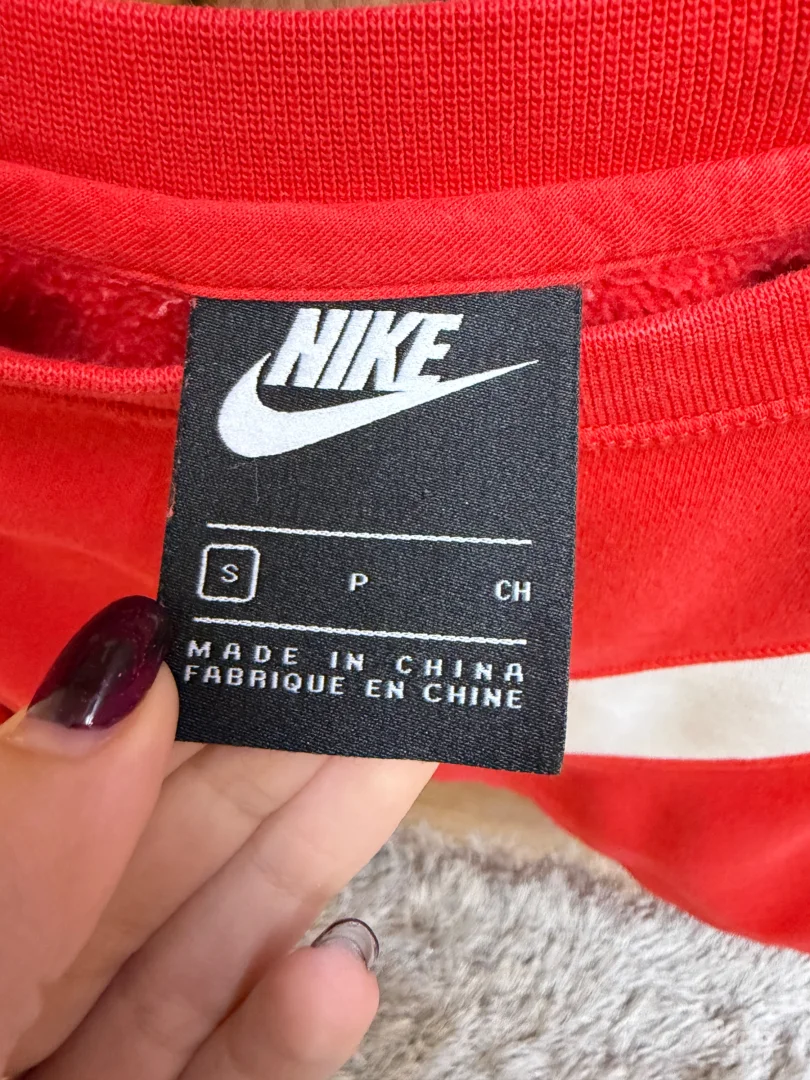 NIKE
S P CH
MADE IN CHINA
FABRIQUE EN CHINE